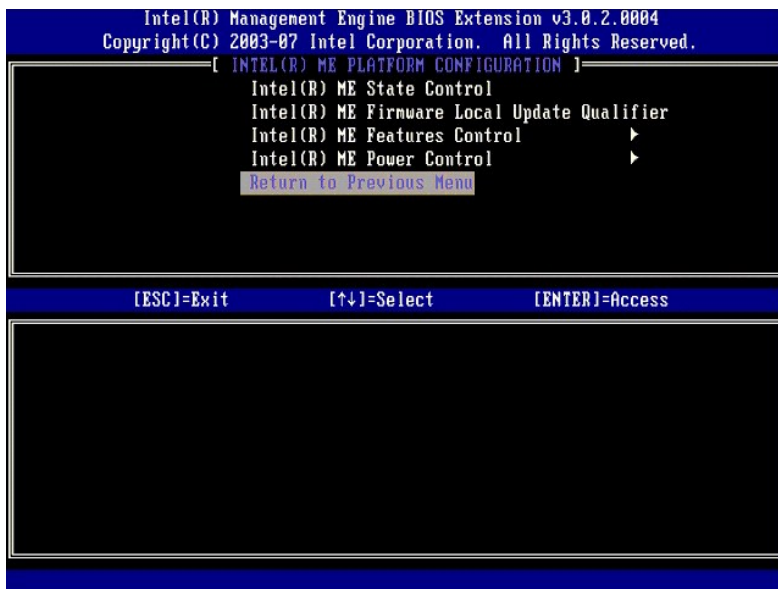 Intel(R) Management Engine BIOS Extension v3.0.2.0004
Copyright(C) 2003-07 Intel Corporation. All Rights Reserved.
[ INTEL(R) ME PLATFORM CONFIGURATION ]
Intel(R) ME State Control
Intel(R) ME Firmware Local Update Qualifier
Intel(R) ME Features Control ►
Intel(R) ME Power Control ►
Return to Previous Menu
[ESC]=Exit [↑↓]=Select [ENTER]=Access